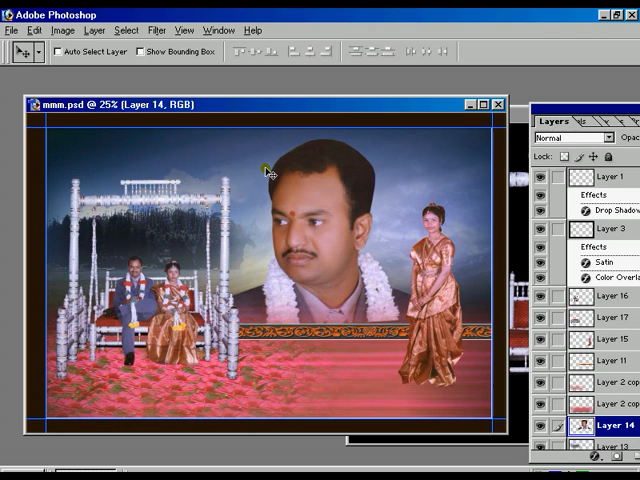 Adobe Photoshop
File Edit Image Layer Select Filter View Window Help
Auto Select Layer Show Bounding Box
mmm.psd @ 25% (Layer 14, RGB)
Layers
Normal Opac
Lock:
Layer 1
Effects
Drop Shadow
Layer 3
Effects
Satin
Color Overla
Layer 16
Layer 17
Layer 15
Layer 11
Layer 2 cop
Layer 2 cop
Layer 14
Layer 13